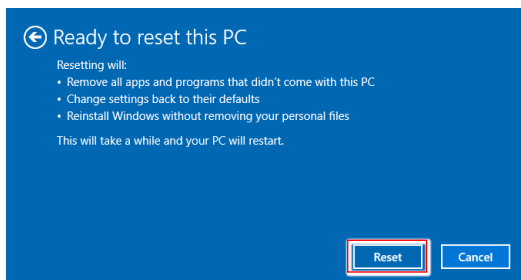 Ready to reset this PC
Resetting will:
• Remove all apps and programs that didn't come with this PC
• Change settings back to their defaults
• Reinstall Windows without removing your personal files
This will take a while and your PC will restart.
Reset
Cancel